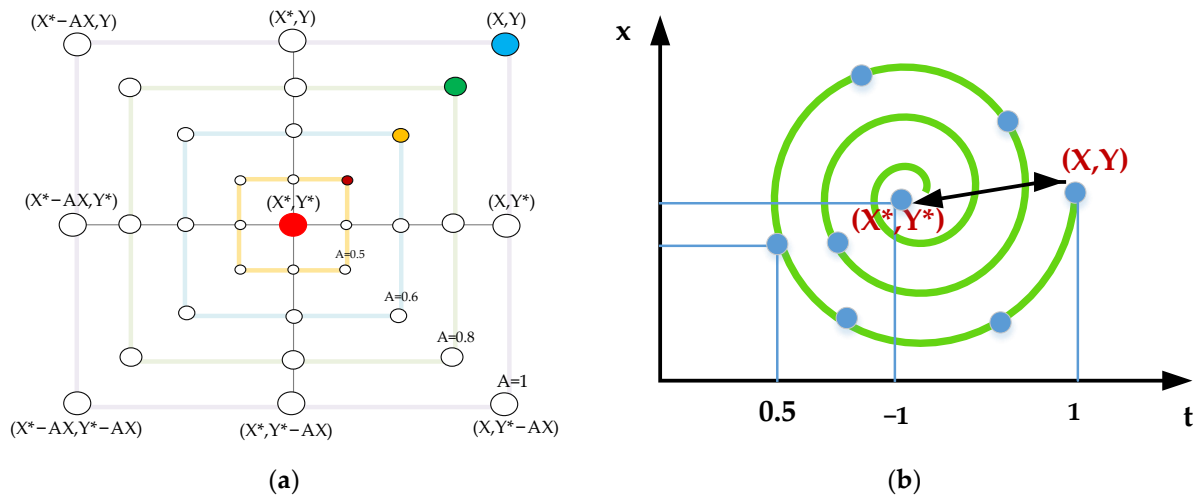 (X*−AX,Y)
(X*,Y)
(X,Y)
(X*−AX,Y*)
(X*,Y*)
(X,Y*)
A=0.5
A=0.6
A=0.8
A=1
(X*−AX,Y*−AX)
(X*,Y*−AX)
(X,Y*−AX)
(a)
x
(X,Y)
(X*,Y*)
0.5
−1
1
t
(b)